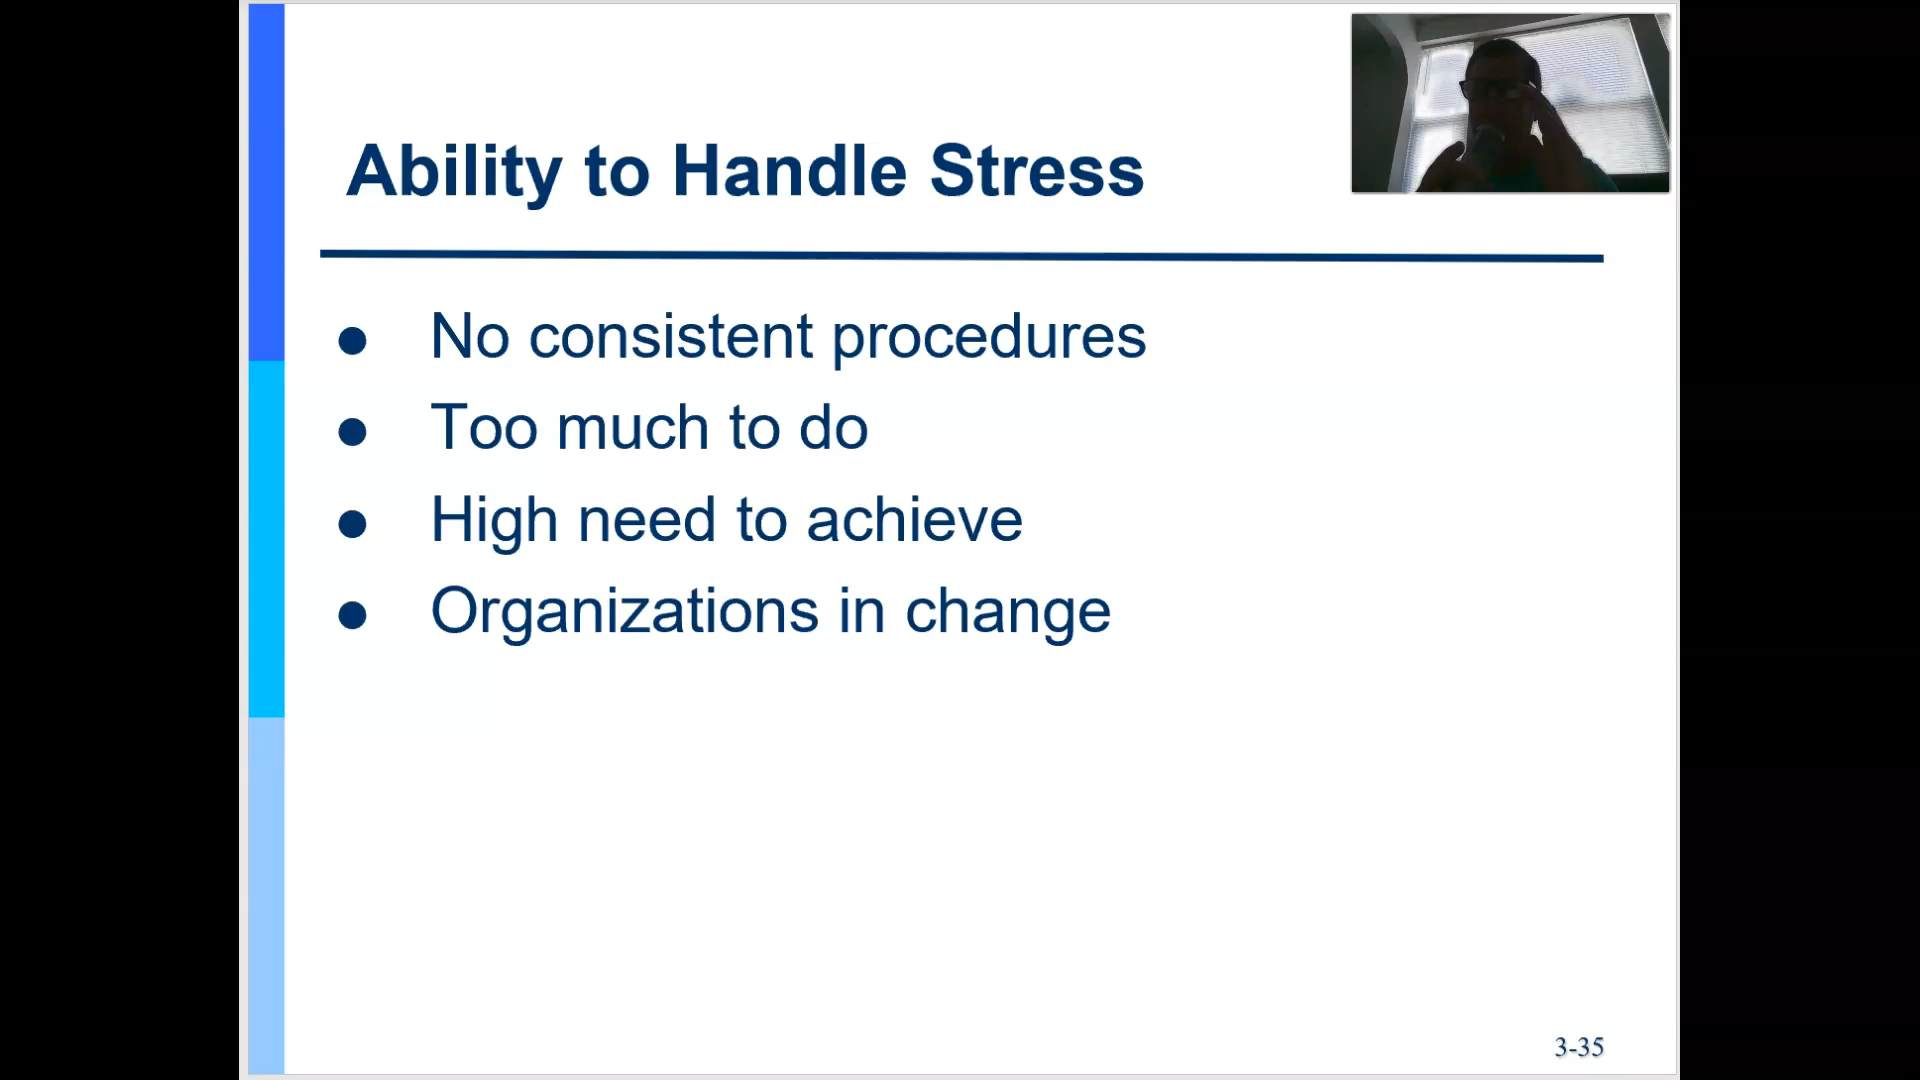 Ability to Handle Stress
● No consistent procedures
● Too much to do
● High need to achieve
● Organizations in change
3-35